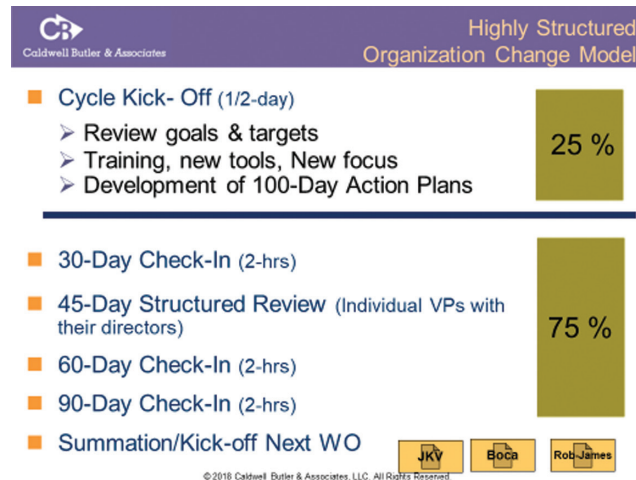 CB
Caldwell Butler & Associates
Highly Structured
Organization Change Model
Cycle Kick- Off (1/2-day)
Review goals & targets
Training, new tools, New focus
Development of 100-Day Action Plans
25 %
30-Day Check-In (2-hrs)
45-Day Structured Review (Individual VPs with
their directors)
60-Day Check-In (2-hrs)
90-Day Check-In (2-hrs)
75 %
Summation/Kick-off Next WO
JKV
Boca
Rob-James
©2018 Caldwell Butler & Associates, LLC. All Rights Reserved.